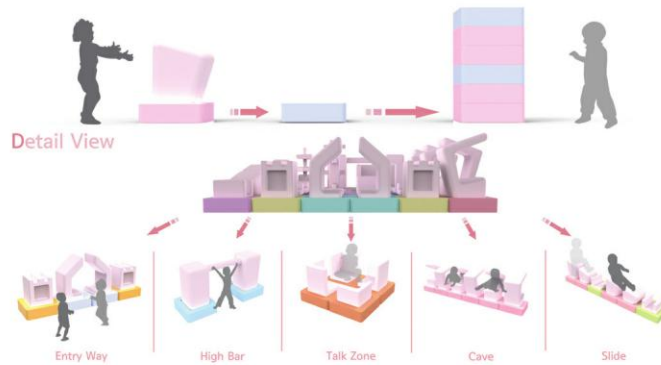 Detail View
Entry Way
High Bar
Talk Zone
Cave
Slide